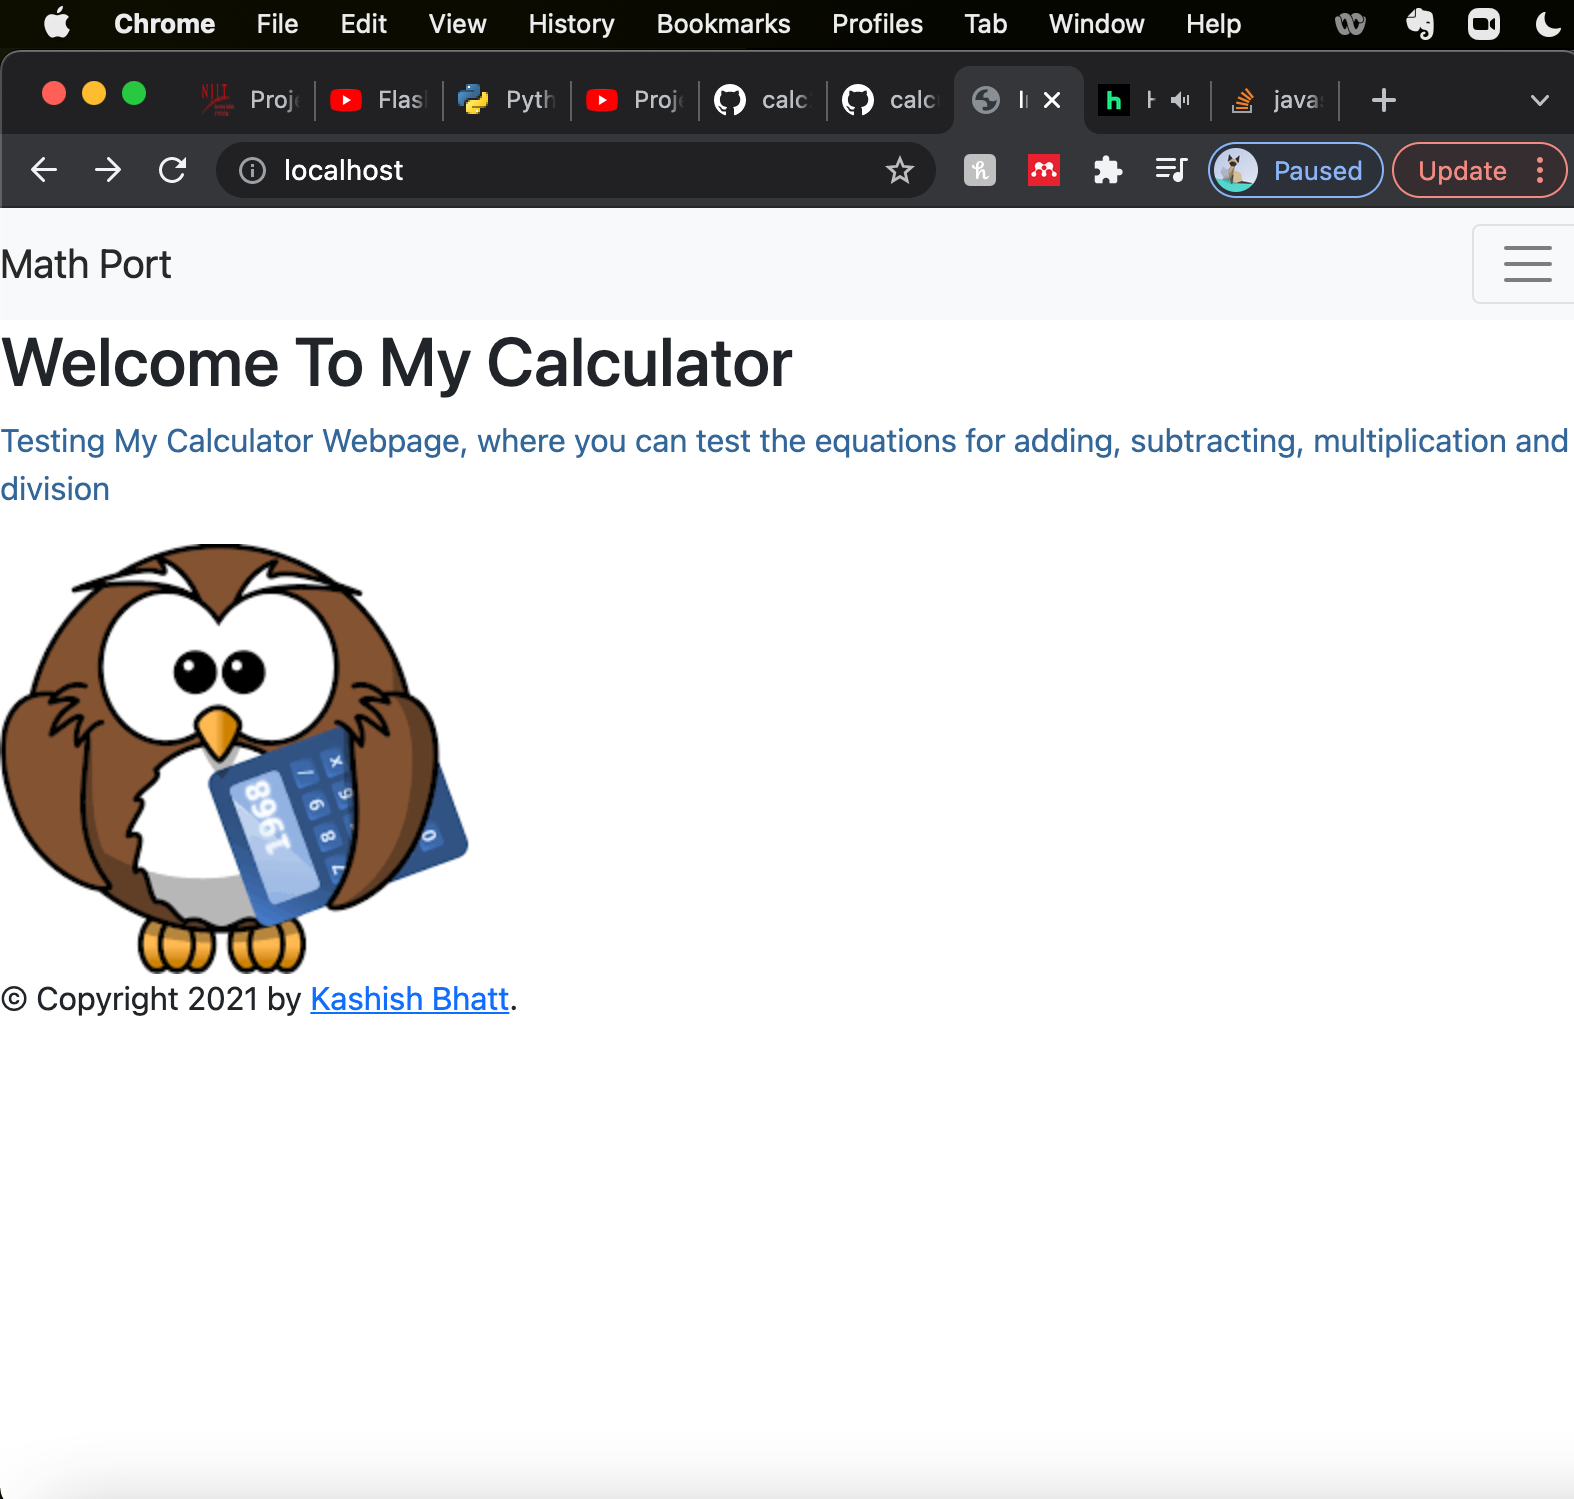 Chrome File Edit View History Bookmarks Profiles Tab Window Help
NIIT Proj Flas Pyth Proj calc calc h java
localhost Paused Update
Math Port
Welcome To My Calculator
Testing My Calculator Webpage, where you can test the equations for adding, subtracting, multiplication and
division
1968
© Copyright 2021 by Kashish Bhatt.